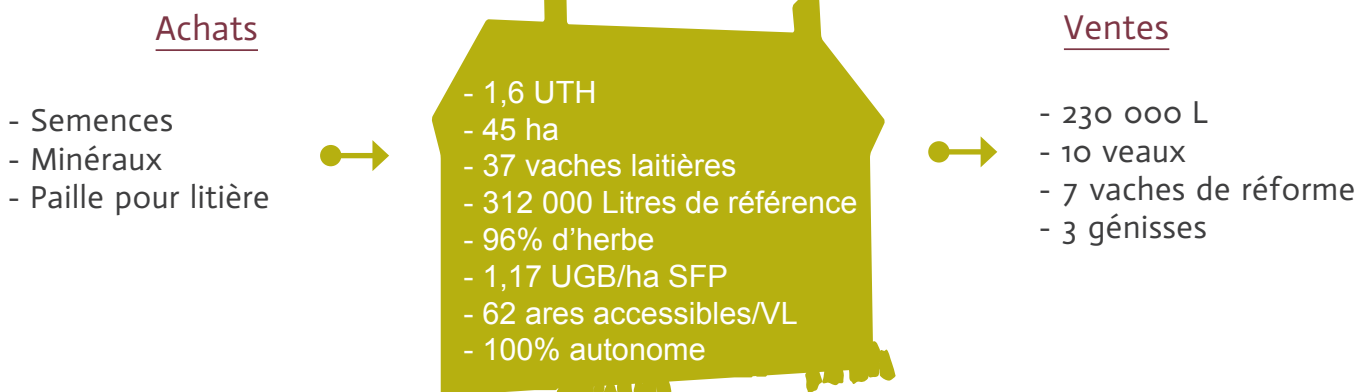 Achats
- Semences
- Minéraux
- Paille pour litière
- 1,6 UTH
- 45 ha
- 37 vaches laitières
- 312 000 Litres de référence
- 96% d’herbe
- 1,17 UGB/ha SFP
- 62 ares accessibles/VL
- 100% autonome
Ventes
- 230 000 L
- 10 veaux
- 7 vaches de réforme
- 3 génisses